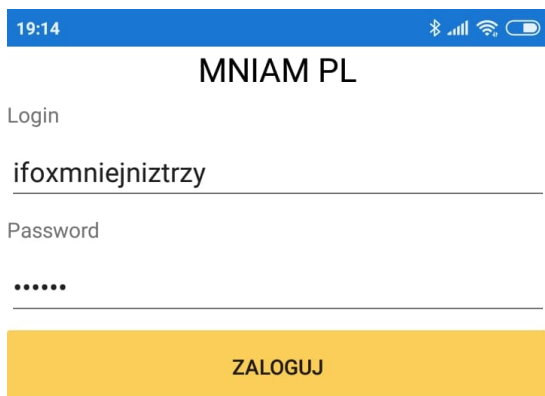 19:14
MNIAM PL
Login
ifoxmniejniztrzy
Password
••••••
ZALOGUJ